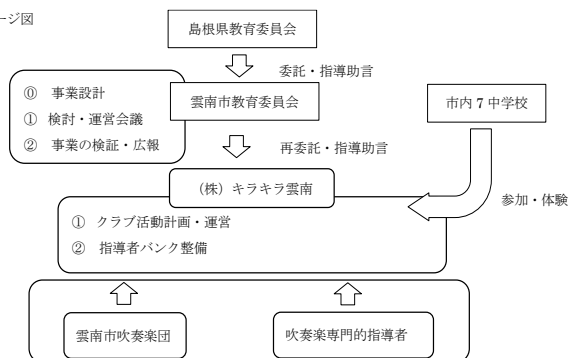 ージ図
島根県教育委員会
委託・指導助言
⓪ 事業設計
① 検討・運営会議
② 事業の検証・広報
雲南市教育委員会
市内 7 中学校
再委託・指導助言
(株)キラキラ雲南
参加・体験
① クラブ活動計画・運営
② 指導者バンク整備
雲南市吹奏楽団
吹奏楽専門的指導者